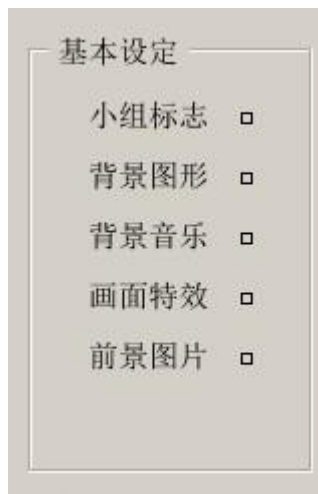 基本设定
小组标志
背景图形
背景音乐
画面特效
前景图片